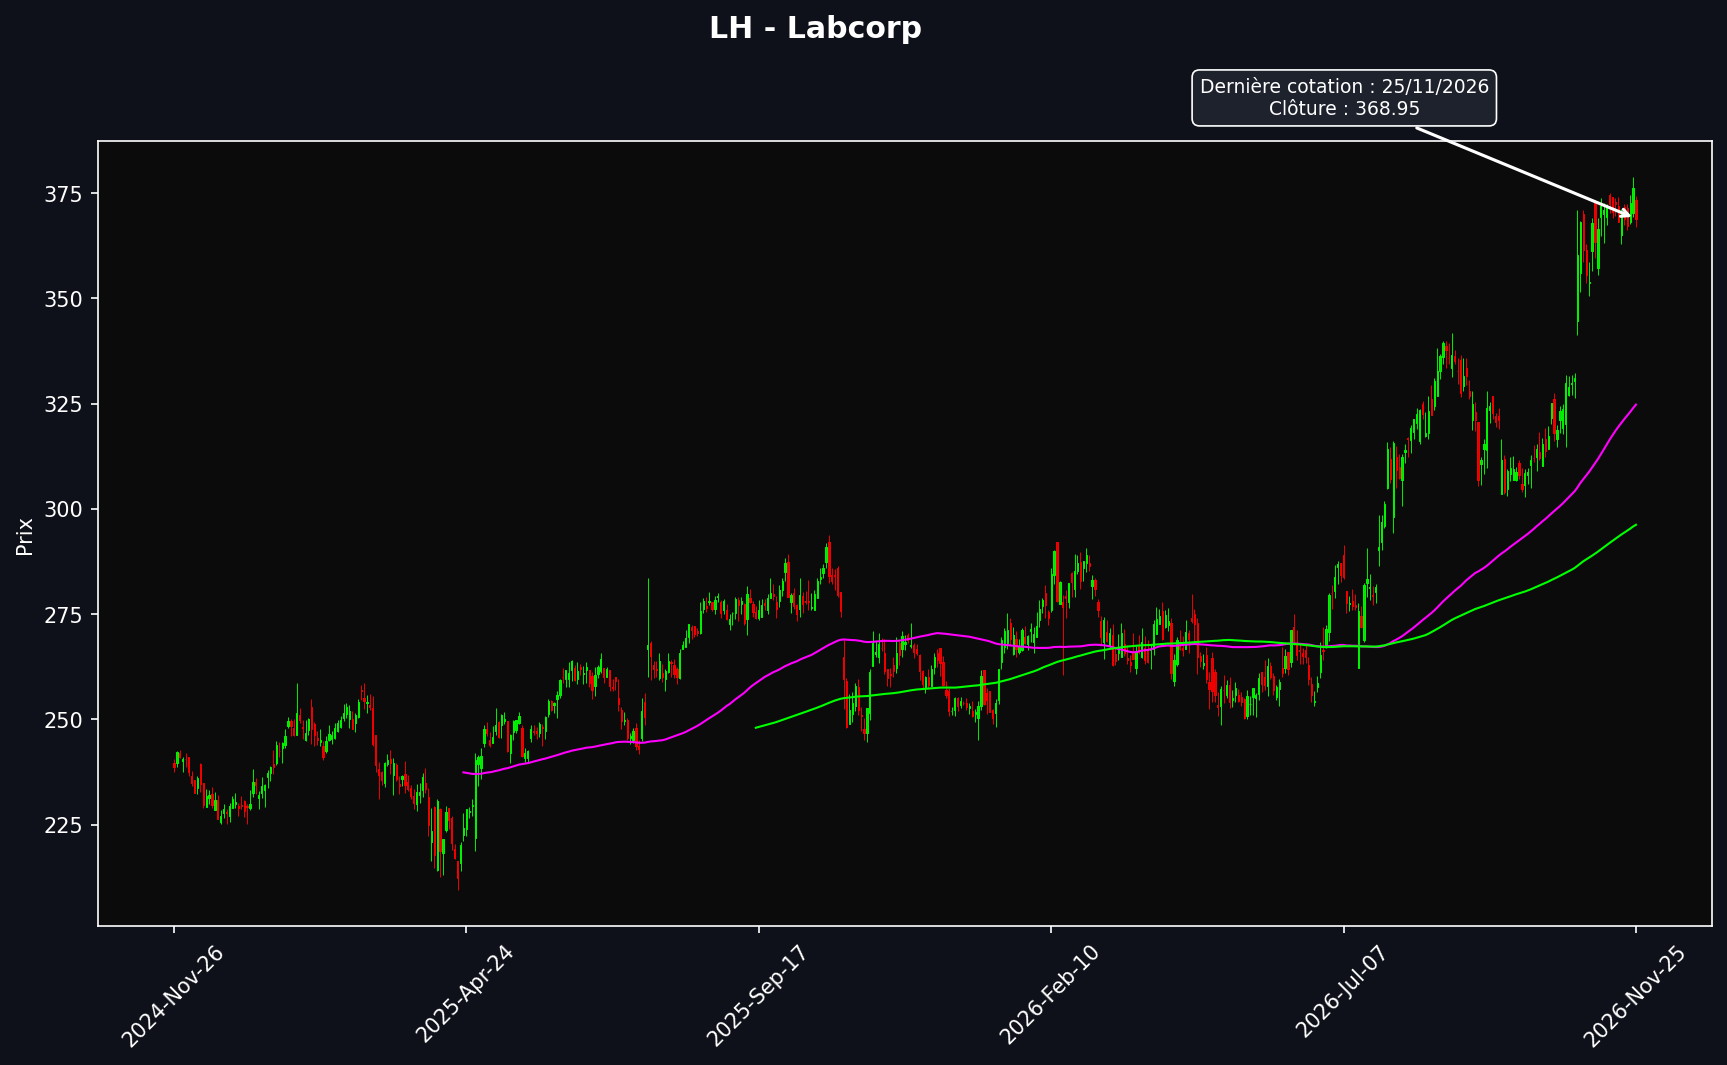 LH - Labcorp
Dernière cotation : 25/11/2026
Clôture : 368.95
Prix
375
350
325
300
275
250
225
2024-Nov-26
2025-Apr-24
2025-Sep-17
2026-Feb-10
2026-Jul-07
2026-Nov-25